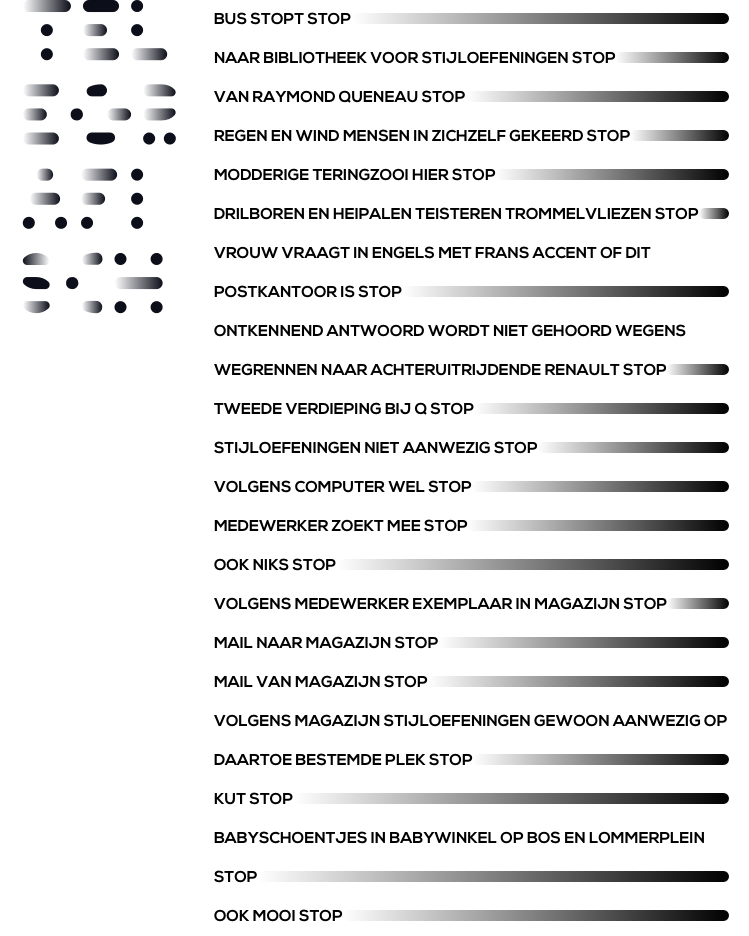 TEL
EGR
AFI
SCH
BUS STOPT STOP
NAAR BIBLIOTHEEK VOOR STIJLOEFENINGEN STOP
VAN RAYMOND QUENEAU STOP
REGEN EN WIND MENSEN IN ZICHZELF GEKEERD STOP
MODDERIGE TERINGZOOI HIER STOP
DRILBOREN EN HEIPALEN TEISTEREN TROMMELVLIEZEN STOP
VROUW VRAAGT IN ENGELS MET FRANS ACCENT OF DIT
POSTKANTOOR IS STOP
ONTKENNEND ANTWOORD WORDT NIET GEHOORD WEGENS
WEGRENNEN NAAR ACHTERUITRIJDENDE RENAULT STOP
TWEEDE VERDIEPING BIJ Q STOP
STIJLOEFENINGEN NIET AANWEZIG STOP
VOLGENS COMPUTER WEL STOP
MEDEWERKER ZOEKT MEE STOP
OOK NIKS STOP
VOLGENS MEDEWERKER EXEMPLAAR IN MAGAZIJN STOP
MAIL NAAR MAGAZIJN STOP
MAIL VAN MAGAZIJN STOP
VOLGENS MAGAZIJN STIJLOEFENINGEN GEWOON AANWEZIG OP
DAARTOE BESTEMDE PLEK STOP
KUT STOP
BABYSCHOENTJES IN BABYWINKEL OP BOS EN LOMMERPLEIN
STOP
OOK MOOI STOP